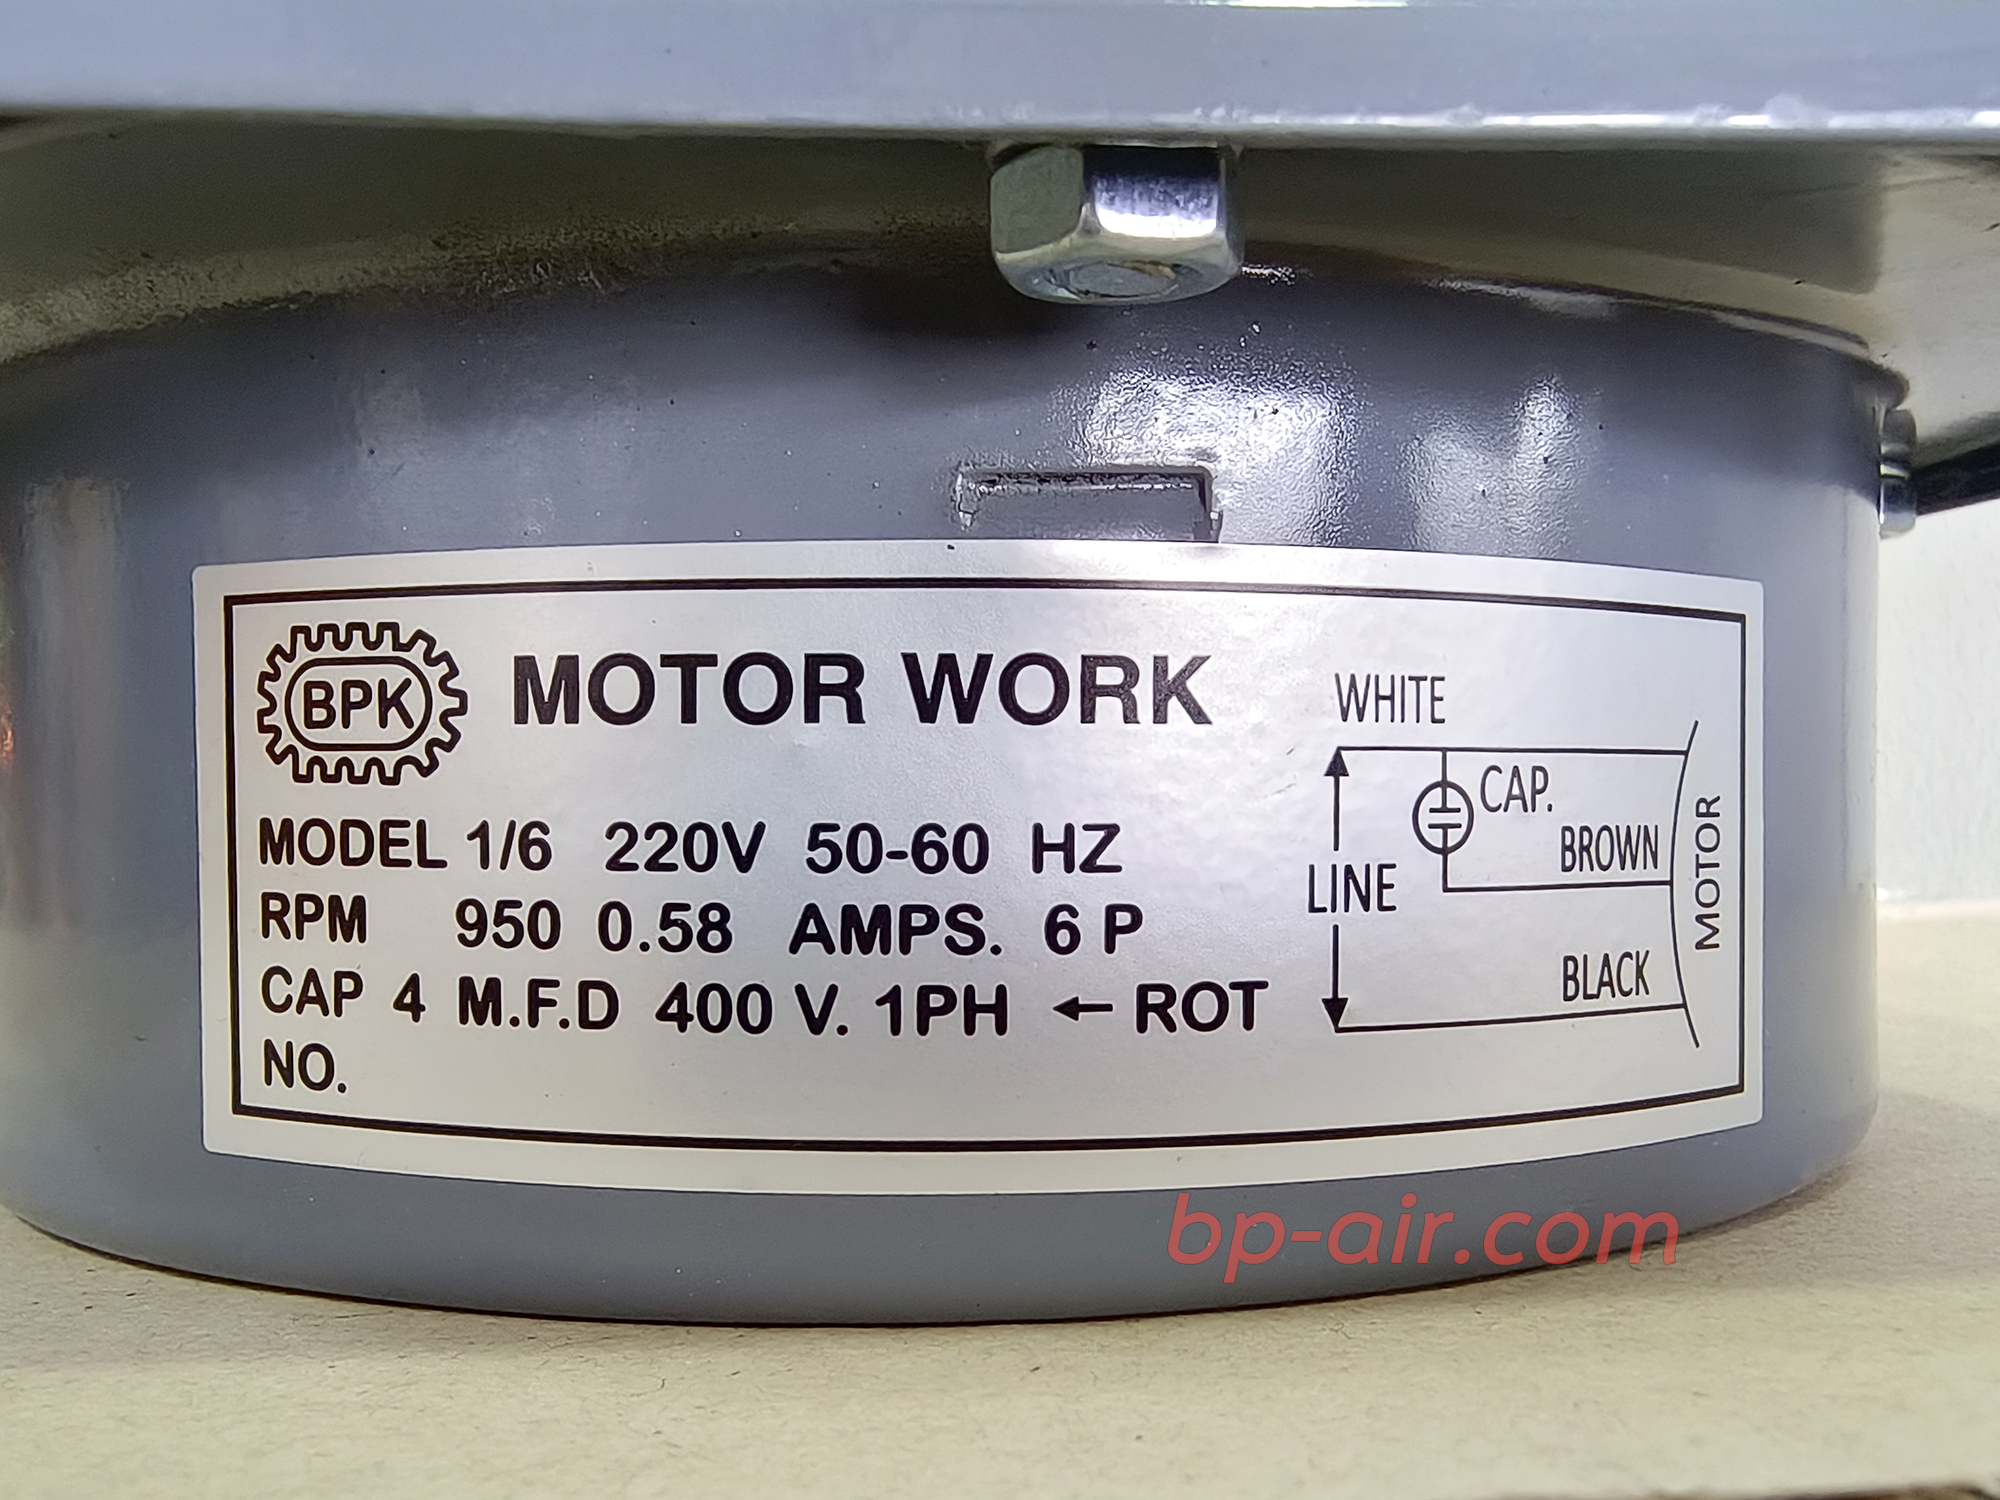 BPK MOTOR WORK
MODEL 1/6 220V 50-60 HZ
RPM 950 0.58 AMPS. 6 P
CAP 4 M.F.D 400 V. 1PH ← ROT
NO.
WHITE
CAP.
BROWN
LINE
BLACK
MOTOR
bp-air.com